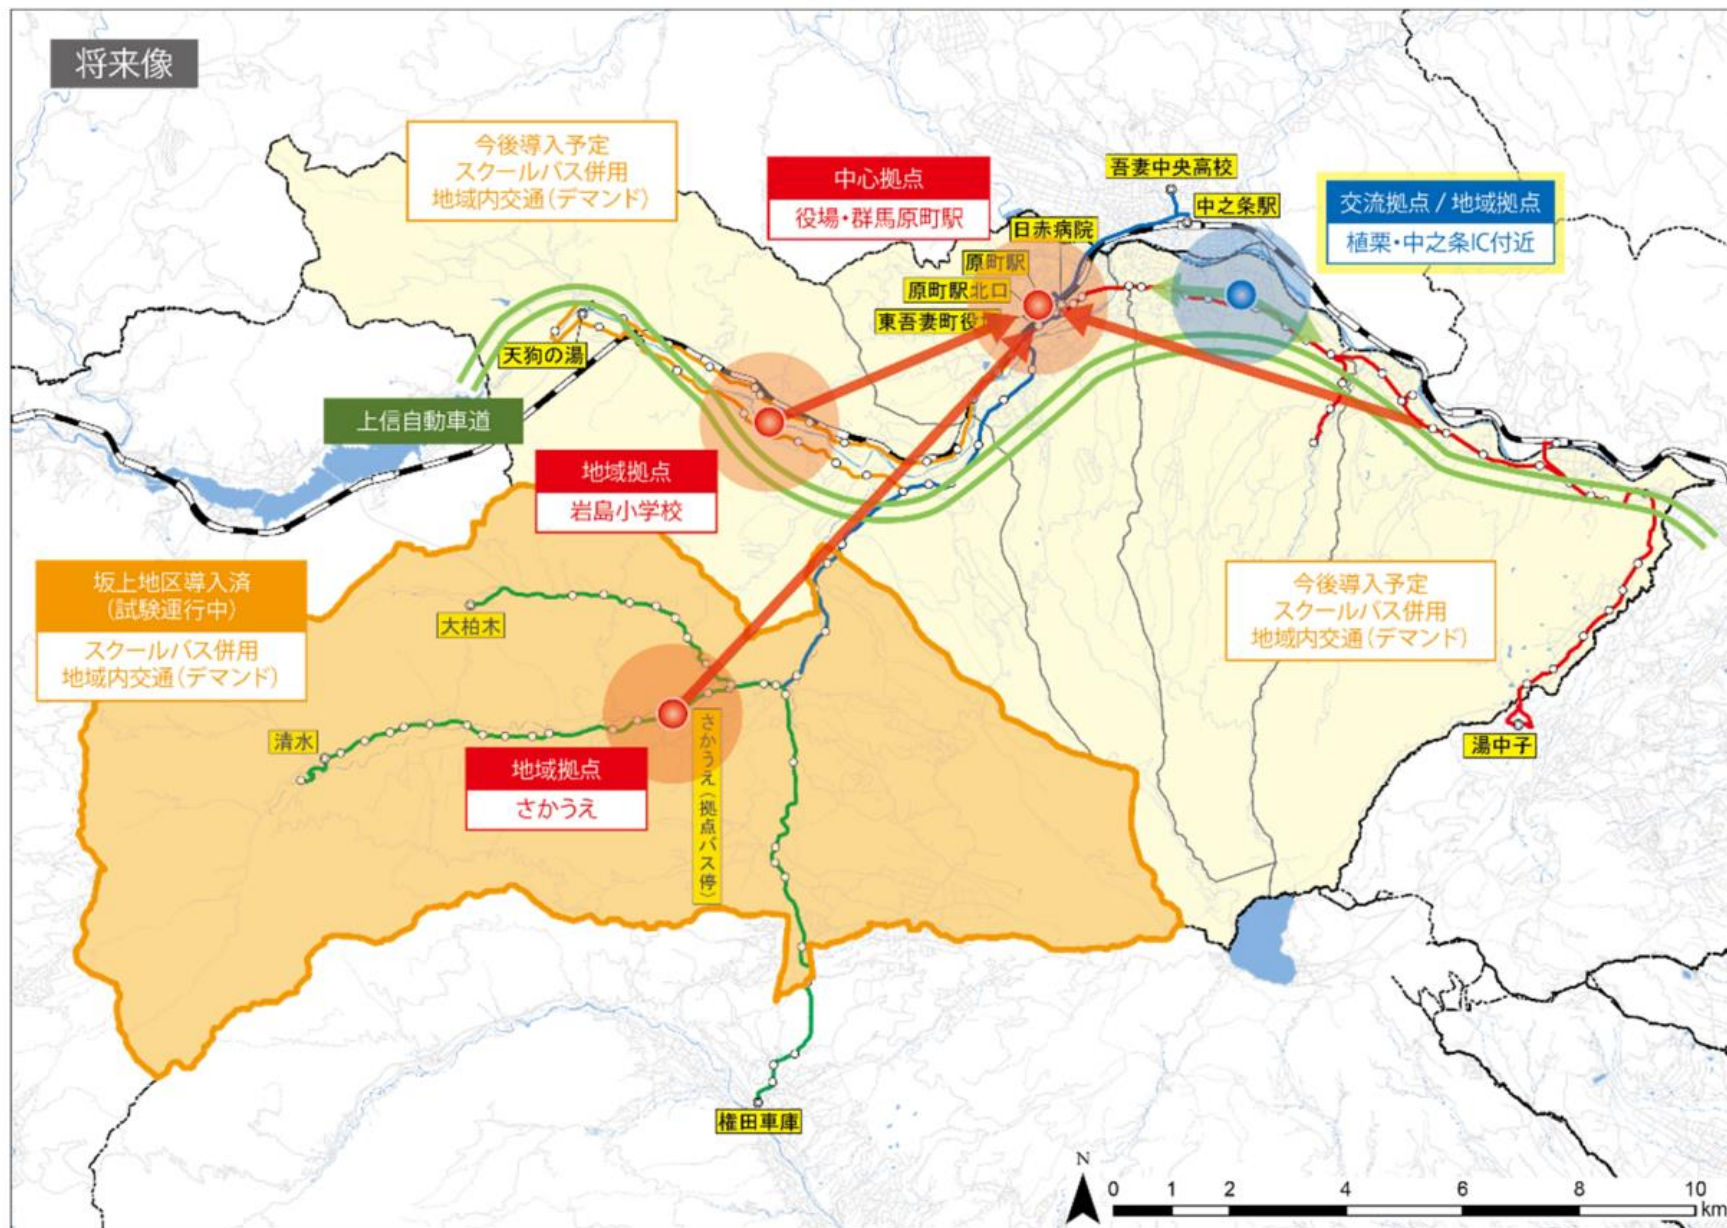 将来像
今後導入予定
スクールバス併用
地域内交通（デマンド）
中心拠点
役場・群馬原町駅
吾妻中央高校
中之条駅
交流拠点 / 地域拠点
植栗・中之条IC付近
日赤病院
原町駅
原町駅北口
東吾妻町役場
天狗の湯
上信自動車道
地域拠点
岩島小学校
坂上地区導入済
（試験運行中）
スクールバス併用
地域内交通（デマンド）
大柏木
今後導入予定
スクールバス併用
地域内交通（デマンド）
清水
さかうえ（拠点バス停）
湯中子
地域拠点
さかうえ
権田車庫
N
0 1 2 4 6 8 10
km